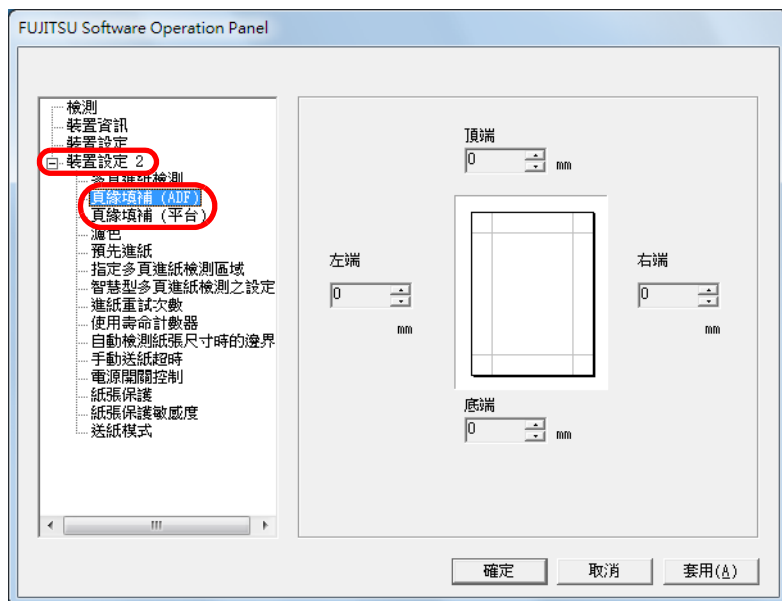 FUJITSU Software Operation Panel
檢測
裝置資訊
裝置設定
裝置設定 2
多頁進紙檢測
頁緣填補 (ADF)
頁緣填補 (平台)
濾色
預先進紙
指定多頁進紙檢測區域
智慧型多頁進紙檢測之設定
進紙重試次數
使用壽命計數器
自動檢測紙張尺寸時的邊界
手動送紙超時
電源開關控制
紙張保護
紙張保護敏感度
送紙模式
頂端
0 mm
左端
0
mm
右端
0
mm
底端
0 mm
確定 取消 套用(A)